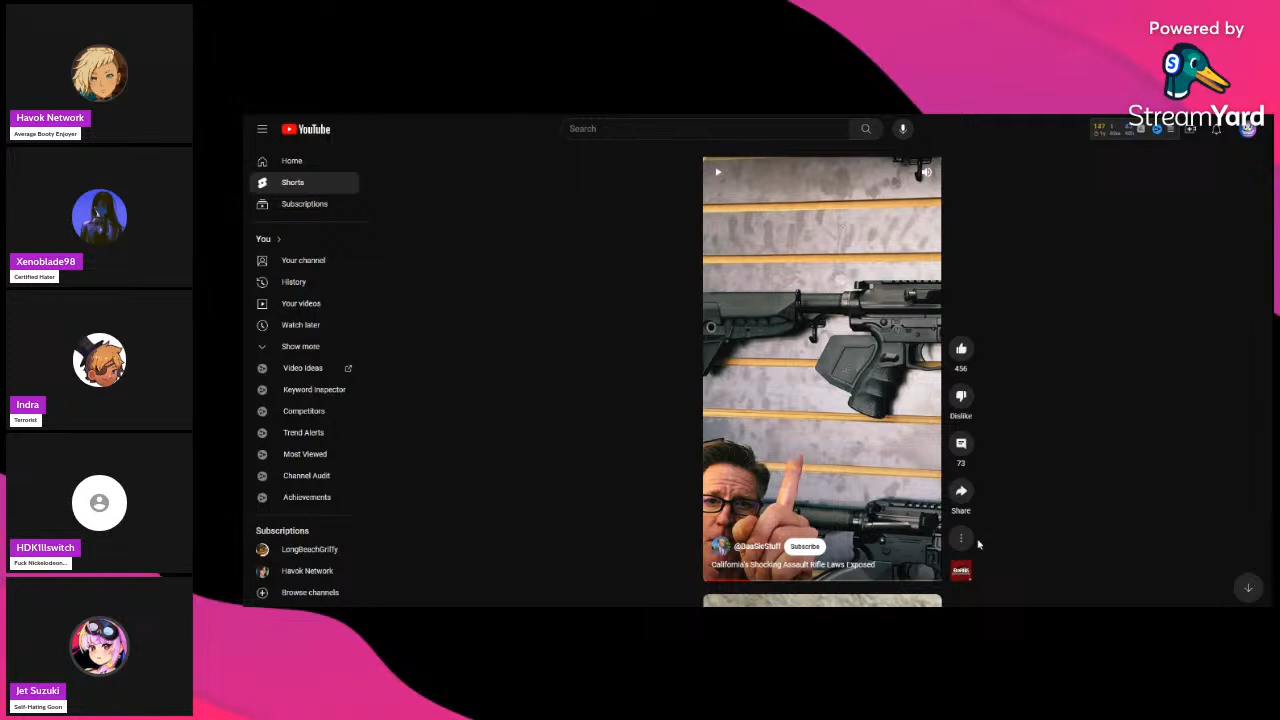 Powered by
StreamYard
Havok Network
Average Booty Enjoyer
Xenoblade98
Certified Hater
Indra
Terrorist
HDK1llswitch
Fuck Nickelodeon...
Jet Suzuki
Self-Hating Goon
YouTube
Search
Home
Shorts
Subscriptions
You
Your channel
History
Your videos
Watch later
Show more
Video Ideas
Keyword Inspector
Competitors
Trend Alerts
Most Viewed
Channel Audit
Achievements
Subscriptions
LongBeachGriffy
Havok Network
Browse channels
456
Dislike
73
Share
@BaaSicStuff
Subscribe
California's Shocking Assault Rifle Laws Exposed